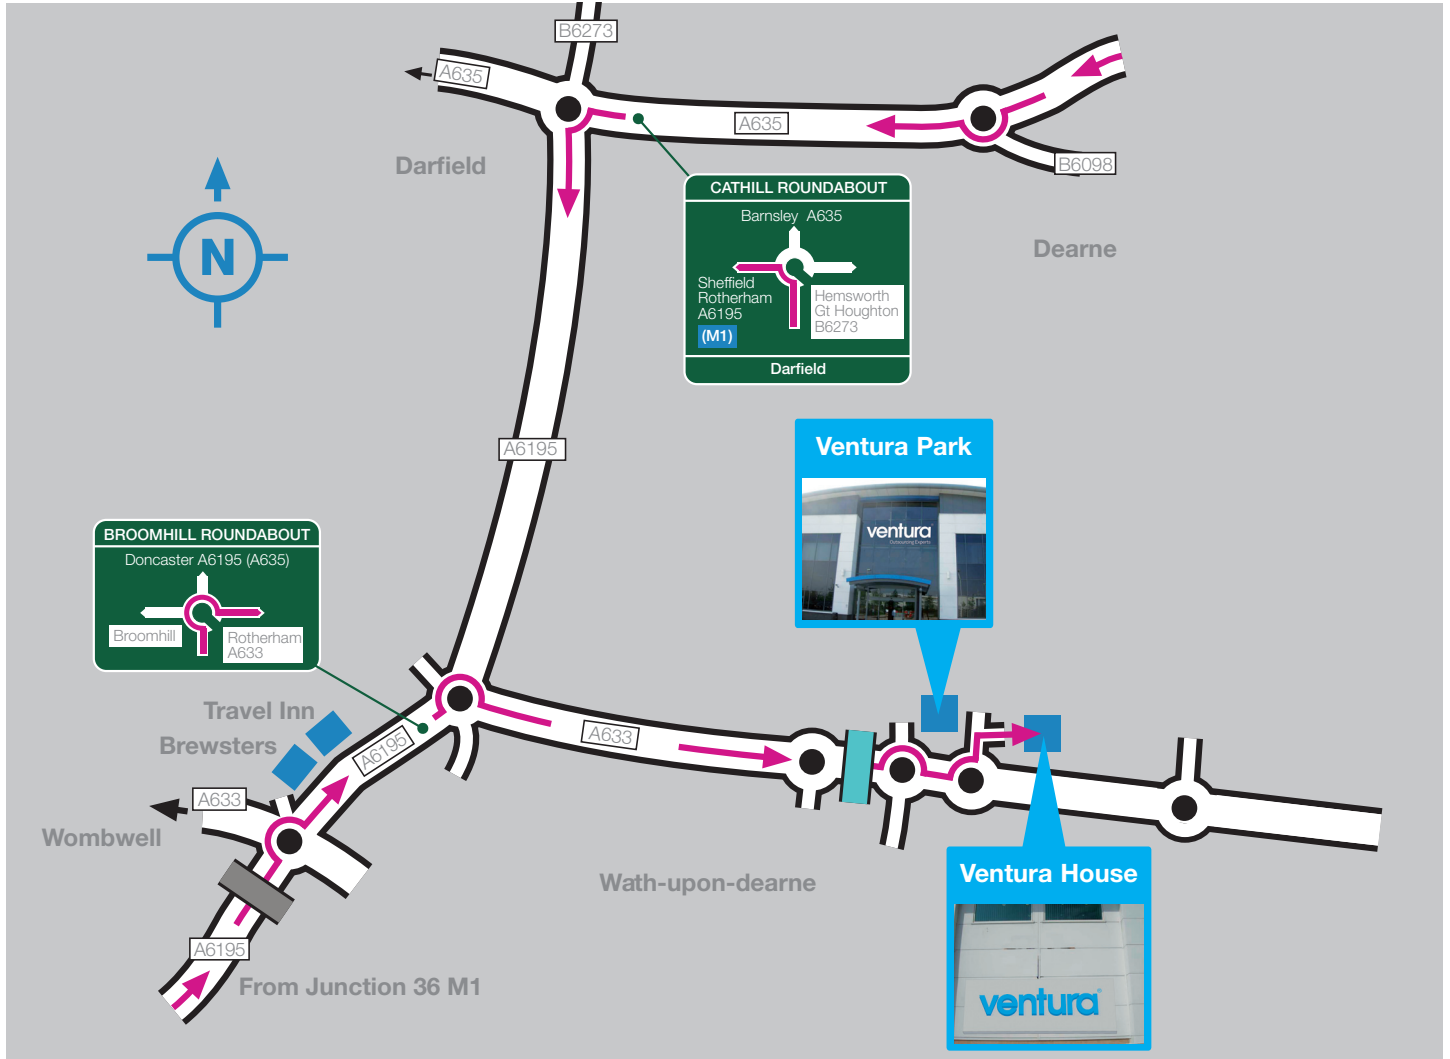 B6273
A635
A635
B6098
Darfield
CATHILL ROUNDABOUT
Barnsley A635
Sheffield
Rotherham
A6195
(M1)
Hemsworth
Gt Houghton
B6273
Darfield
Dearne
N
A6195
Ventura Park
ventura
Outsourcing Experts
BROOMHILL ROUNDABOUT
Doncaster A6195 (A635)
Broomhill
Rotherham
A633
Travel Inn
Brewsters
A6195
A633
A633
Wombwell
Wath-upon-dearne
Ventura House
ventura
A6195
From Junction 36 M1